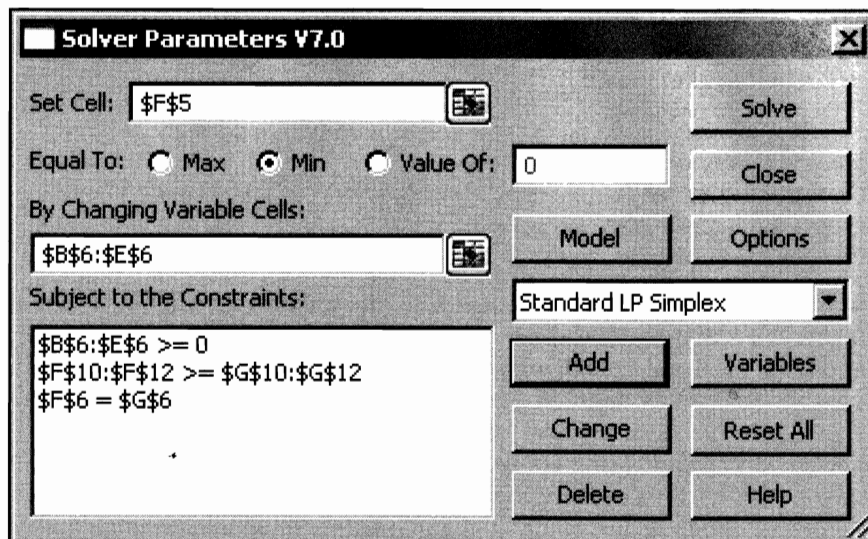 Solver Parameters V7.0
Set Cell: $F$5
Solve
Equal To: Max Min Value Of: 0
Close
By Changing Variable Cells:
$B$6:$E$6
Model Options
Subject to the Constraints:
Standard LP Simplex
$B$6:$E$6 >= 0
$F$10:$F$12 >= $G$10:$G$12
$F$6 = $G$6
Add Variables
Change Reset All
Delete Help